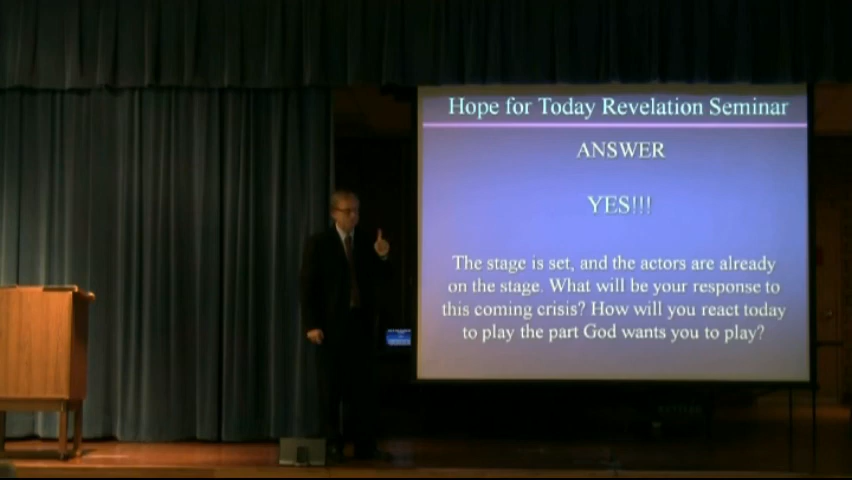 Hope for Today Revelation Seminar
ANSWER
YES!!!
The stage is set, and the actors are already
on the stage. What will be your response to
this coming crisis? How will you react today
to play the part God wants you to play?